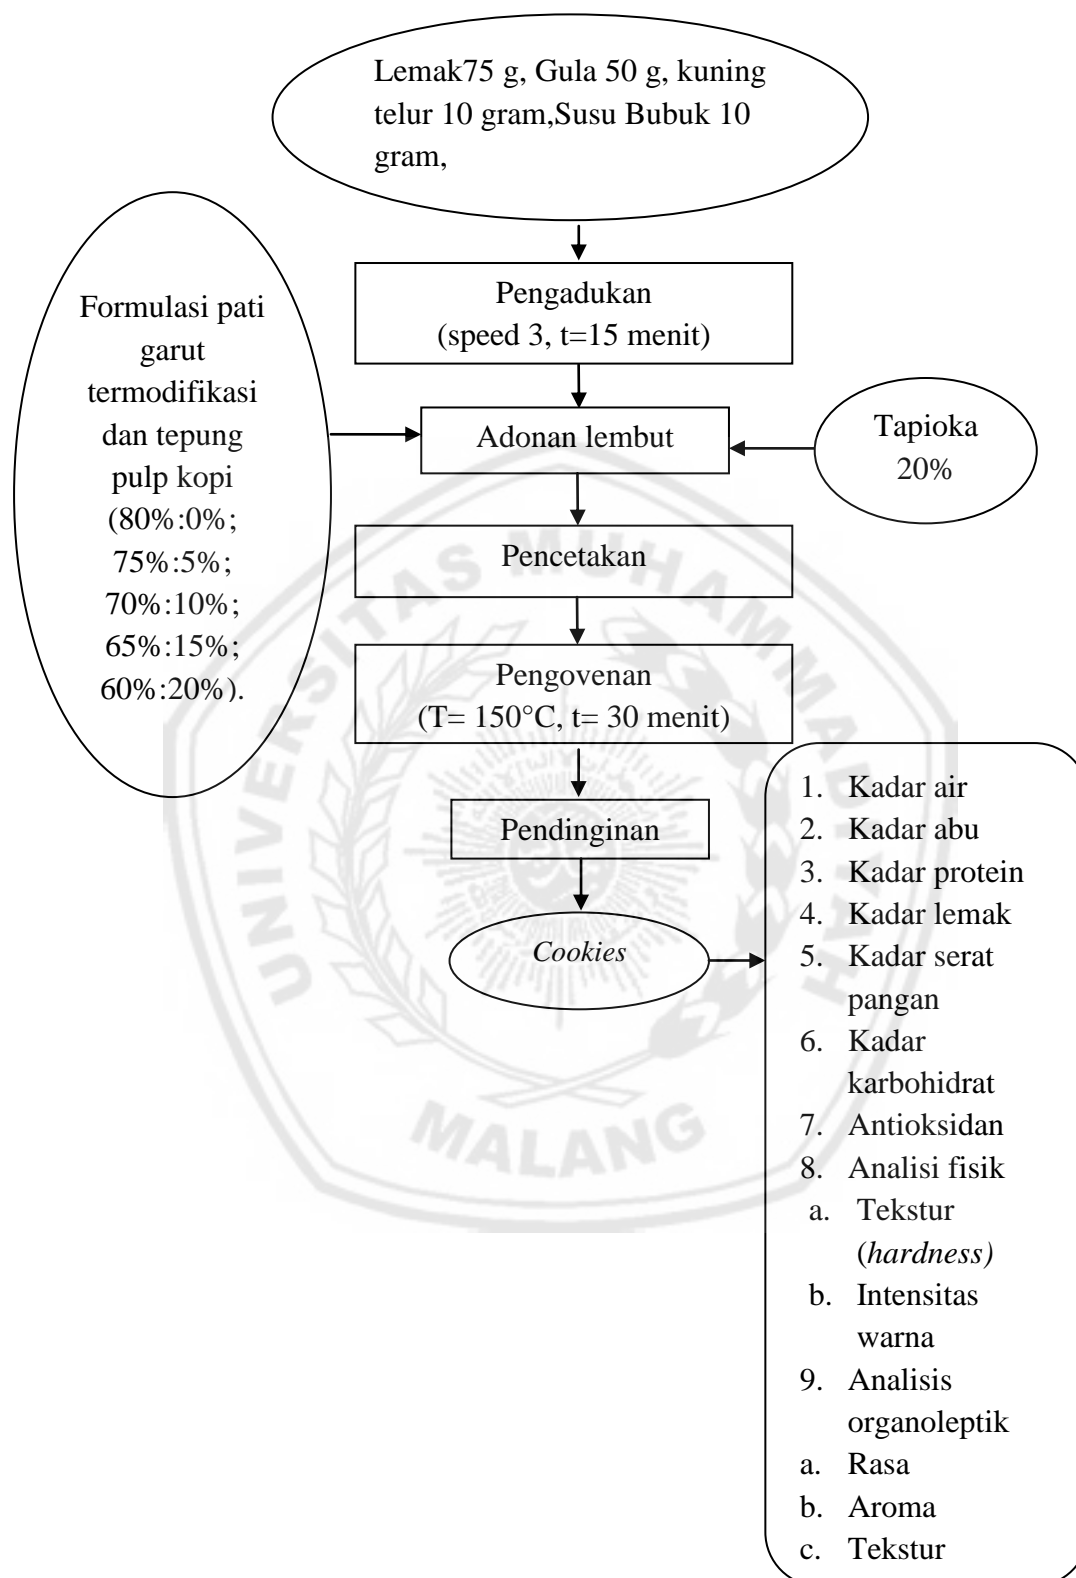 Lemak75 g, Gula 50 g, kuning
telur 10 gram,Susu Bubuk 10
gram,
Pengadukan
(speed 3, t=15 menit)
Formulasi pati
garut
termodifikasi
dan tepung
pulp kopi
(80%:0%;
75%:5%;
70%:10%;
65%:15%;
60%:20%).
Adonan lembut
Tapioka
20%
Pencetakan
Pengovenan
(T= 150°C, t= 30 menit)
Pendinginan
Cookies
1. Kadar air
2. Kadar abu
3. Kadar protein
4. Kadar lemak
5. Kadar serat
pangan
6. Kadar
karbohidrat
7. Antioksidan
8. Analisi fisik
a. Tekstur
(hardness)
b. Intensitas
warna
9. Analisis
organoleptik
a. Rasa
b. Aroma
c. Tekstur
UNIVERSITAS MUHAMMADIYAH
MALANG